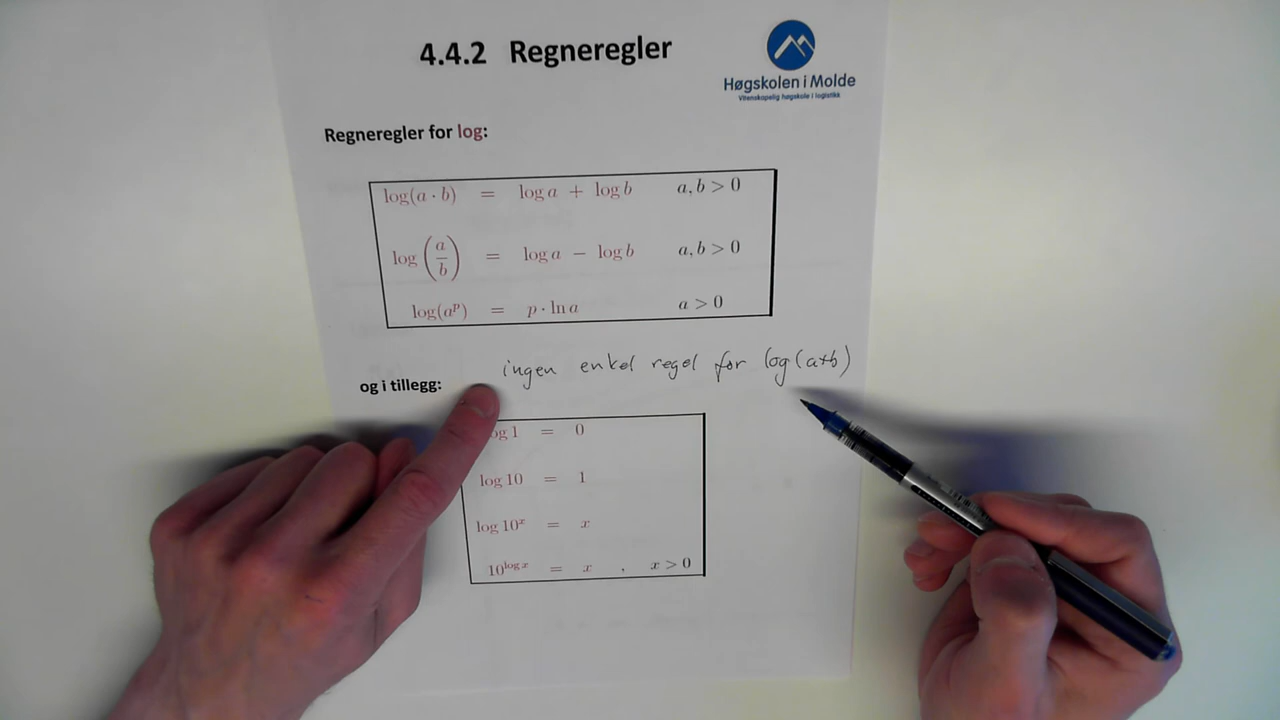 4.4.2 Regneregler
Høgskolen i Molde
Vitenskapelig høgskole i logistikk
Regneregler for log:
log(a · b) = log a + log b a, b > 0
log(a/b) = log a − log b a, b > 0
log(a^p) = p · ln a a > 0
ingen enkel regel for log(a+b)
og i tillegg:
og 1 = 0
log 10 = 1
log 10^x = x
10^log x = x , x > 0